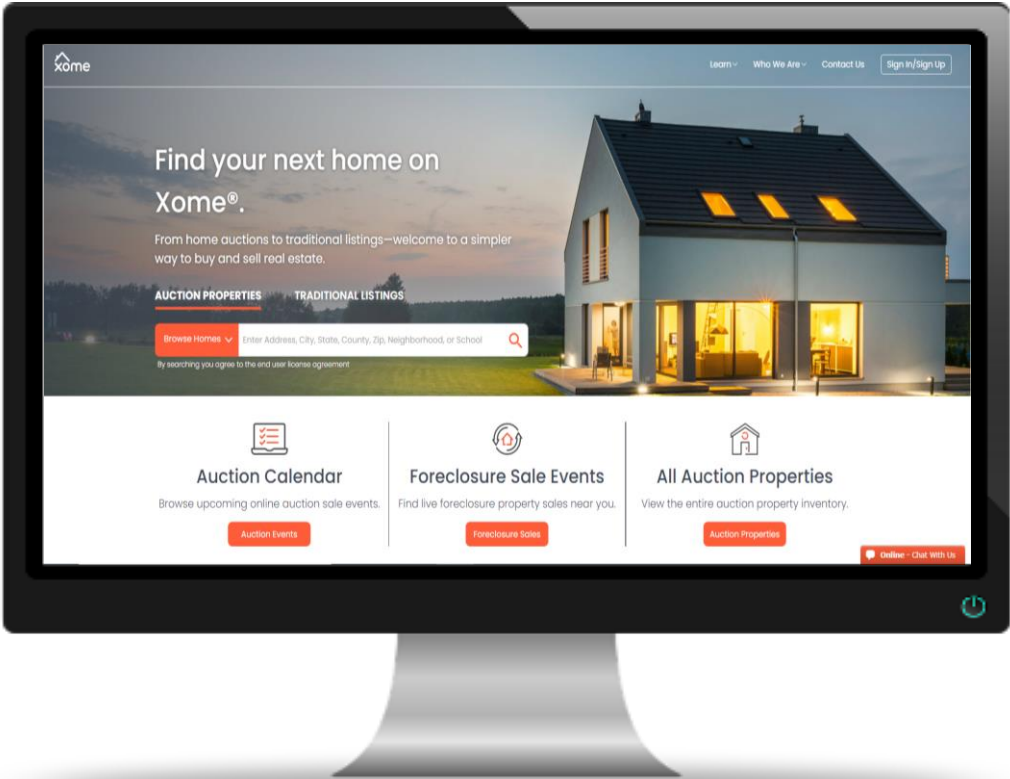 xome
Learn Who We Are Contact Us Sign In/Sign Up
Find your next home on
Xome®.
From home auctions to traditional listings—welcome to a simpler
way to buy and sell real estate.
AUCTION PROPERTIES TRADITIONAL LISTINGS
Browse Homes Enter Address, City, State, County, Zip, Neighborhood, or School
By searching you agree to the end user license agreement
Auction Calendar Foreclosure Sale Events All Auction Properties
Browse upcoming online auction sale events. Find live foreclosure property sales near you. View the entire auction property inventory.
Auction Events Foreclosure Sales Auction Properties
Online - Chat With Us